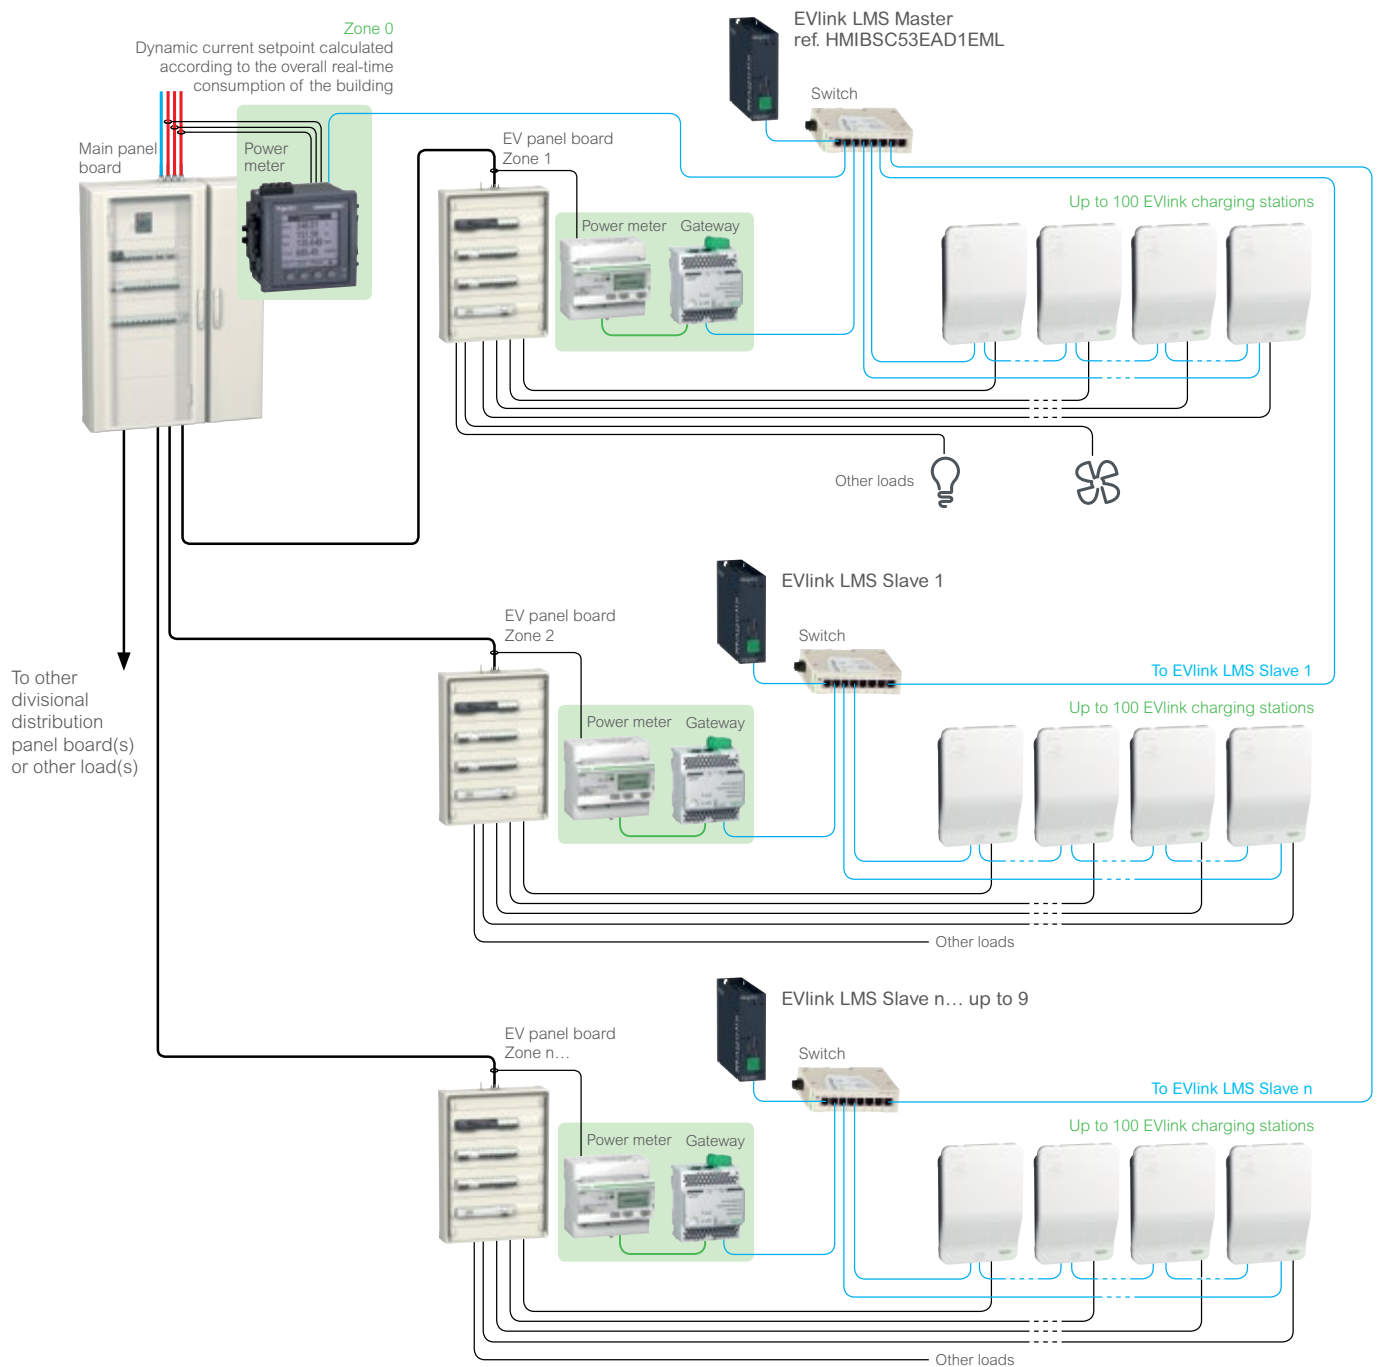 Zone 0
Dynamic current setpoint calculated
according to the overall real-time
consumption of the building
EVlink LMS Master
ref. HMIBSC53EAD1EML
Switch
Main panel
board
Power
meter
EV panel board
Zone 1
Power meter
Gateway
Up to 100 EVlink charging stations
Other loads
EVlink LMS Slave 1
Switch
EV panel board
Zone 2
To EVlink LMS Slave 1
To other
divisional
distribution
panel board(s)
or other load(s)
Power meter
Gateway
Up to 100 EVlink charging stations
Other loads
EVlink LMS Slave n... up to 9
EV panel board
Zone n...
Switch
To EVlink LMS Slave n
Power meter
Gateway
Up to 100 EVlink charging stations
Other loads